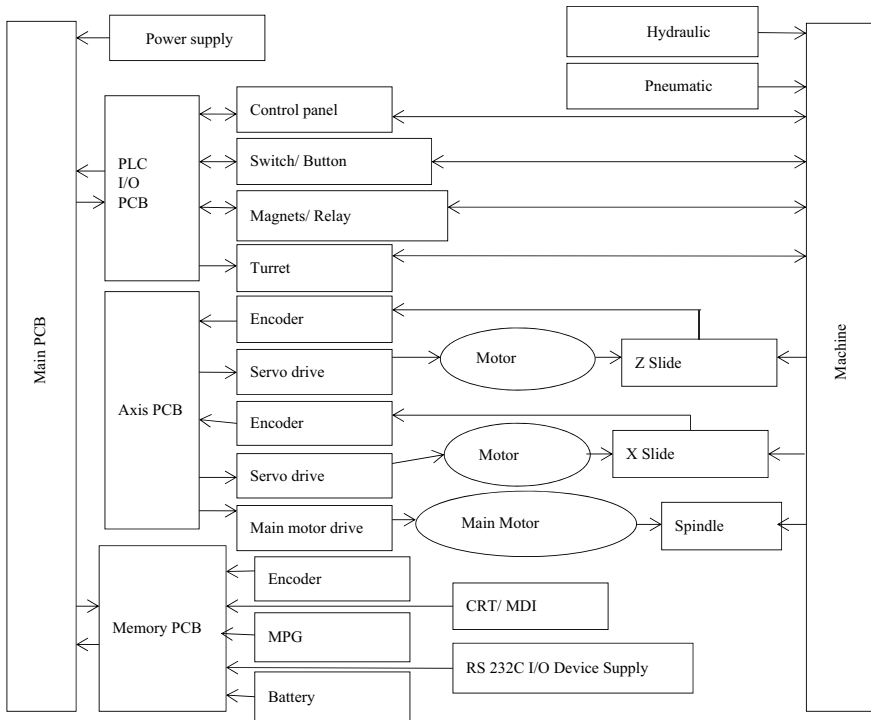 Power supply
Hydraulic
Pneumatic
Control panel
Switch/ Button
PLC
I/O
PCB
Magnets/ Relay
Turret
Main PCB
Machine
Encoder
Servo drive
Motor
Z Slide
Axis PCB
Encoder
Servo drive
Motor
X Slide
Main motor drive
Main Motor
Spindle
Encoder
CRT/ MDI
Memory PCB
MPG
RS 232C I/O Device Supply
Battery